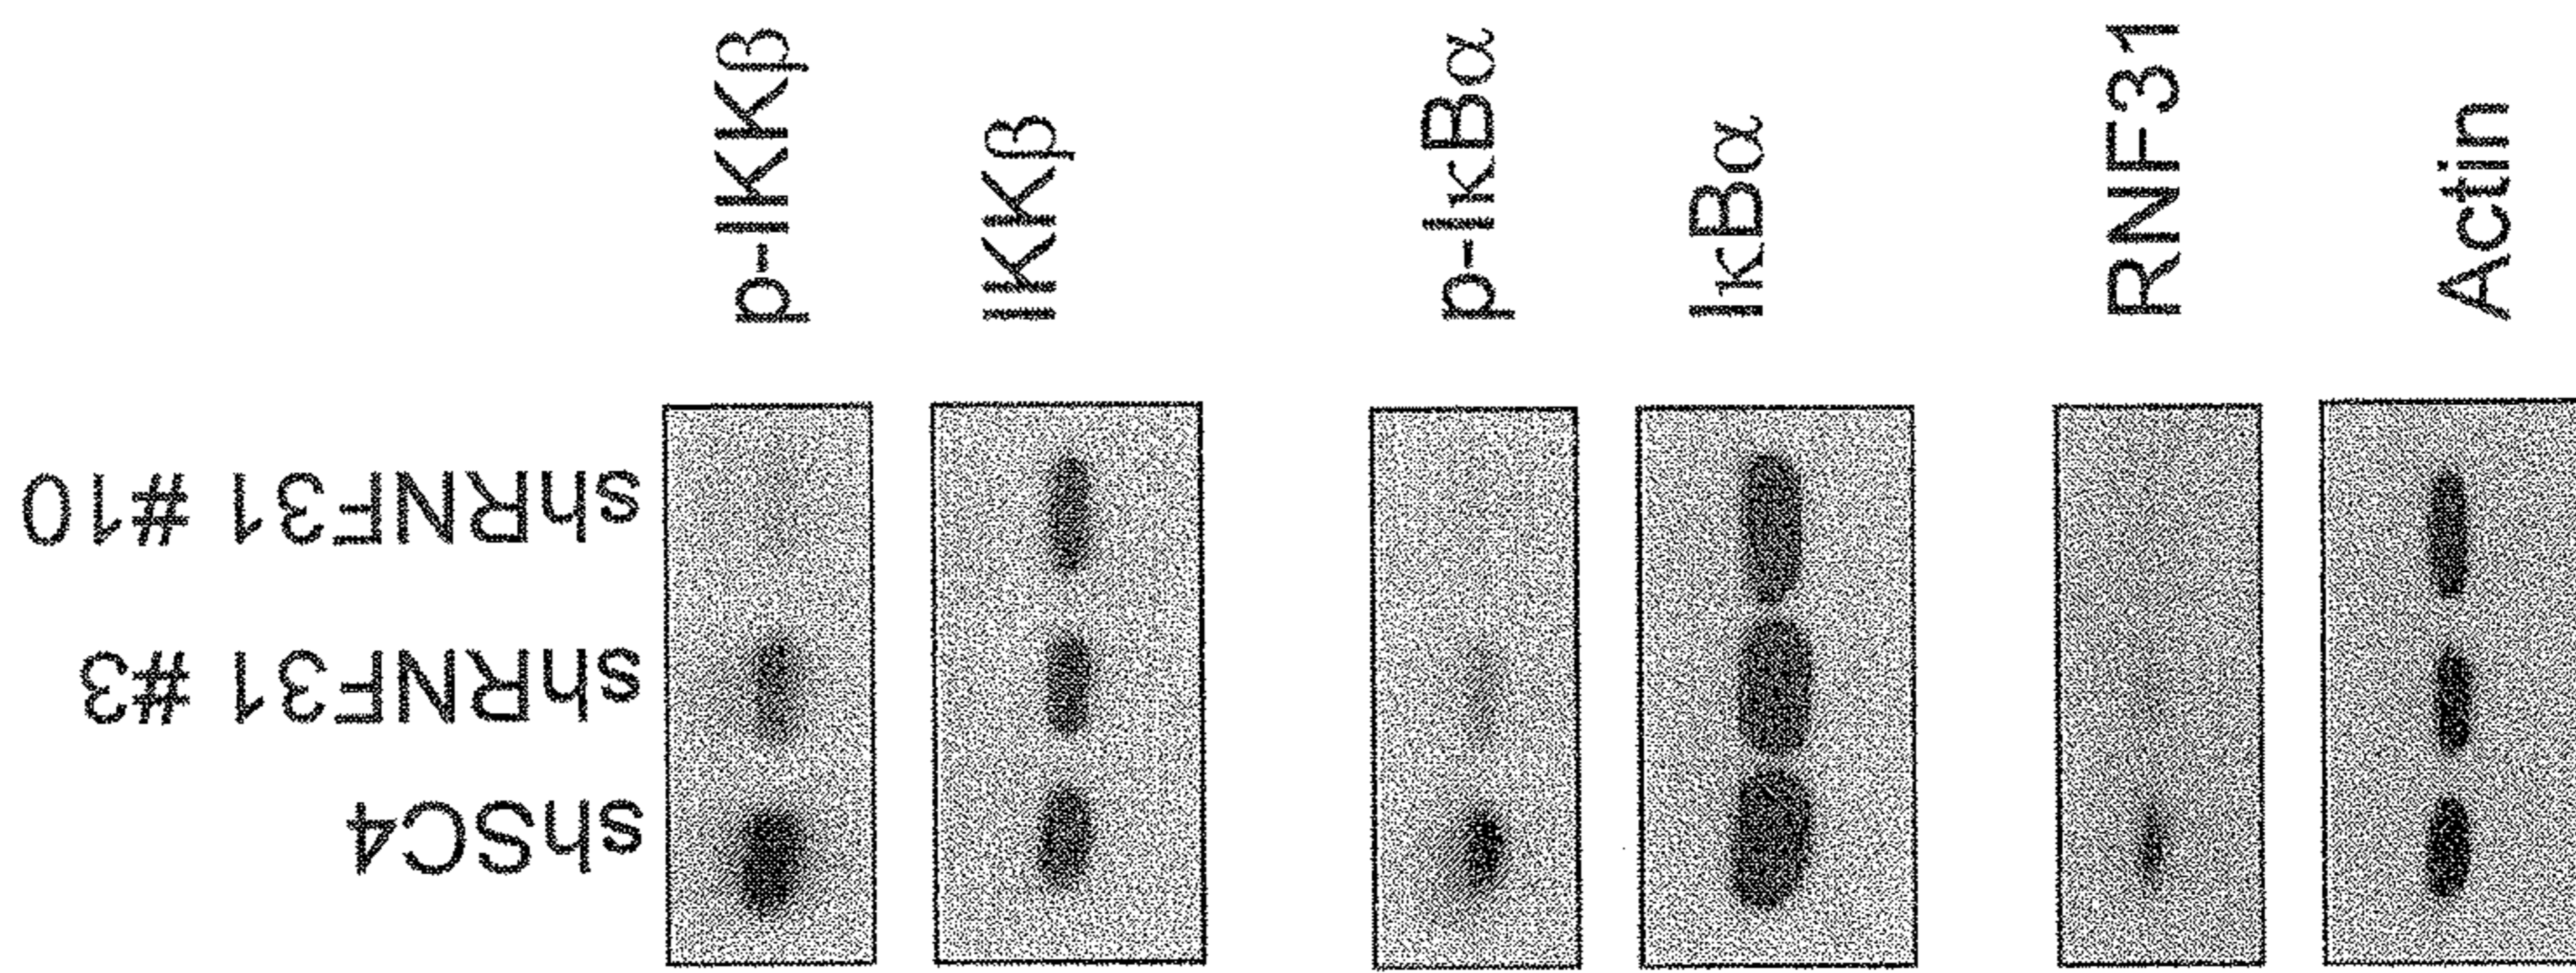 shSC4
shRNF31 #3
shRNF31 #10
p-IKKβ
IKKβ
p-IκBα
IκBα
RNF31
Actin